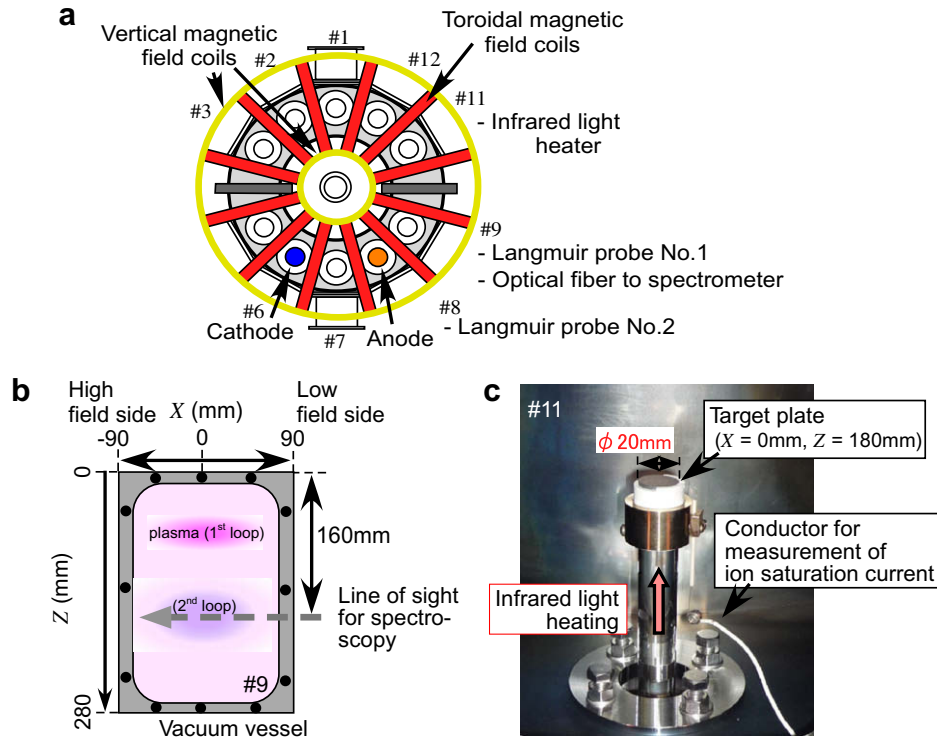 a
Vertical magnetic
field coils
Toroidal magnetic
field coils
#1
#2
#3
#12
#11
- Infrared light
heater
#9
- Langmuir probe No.1
- Optical fiber to spectrometer
#8
- Langmuir probe No.2
#6
Cathode
#7
Anode
b
High
field side
Low
field side
X (mm)
-90
0
90
0
Z (mm)
280
plasma (1st loop)
(2nd loop)
160mm
Line of sight
for spectro-
scopy
#9
Vacuum vessel
c
#11
ϕ 20mm
Target plate
(X = 0mm, Z = 180mm)
Conductor for
measurement of
ion saturation current
Infrared light
heating